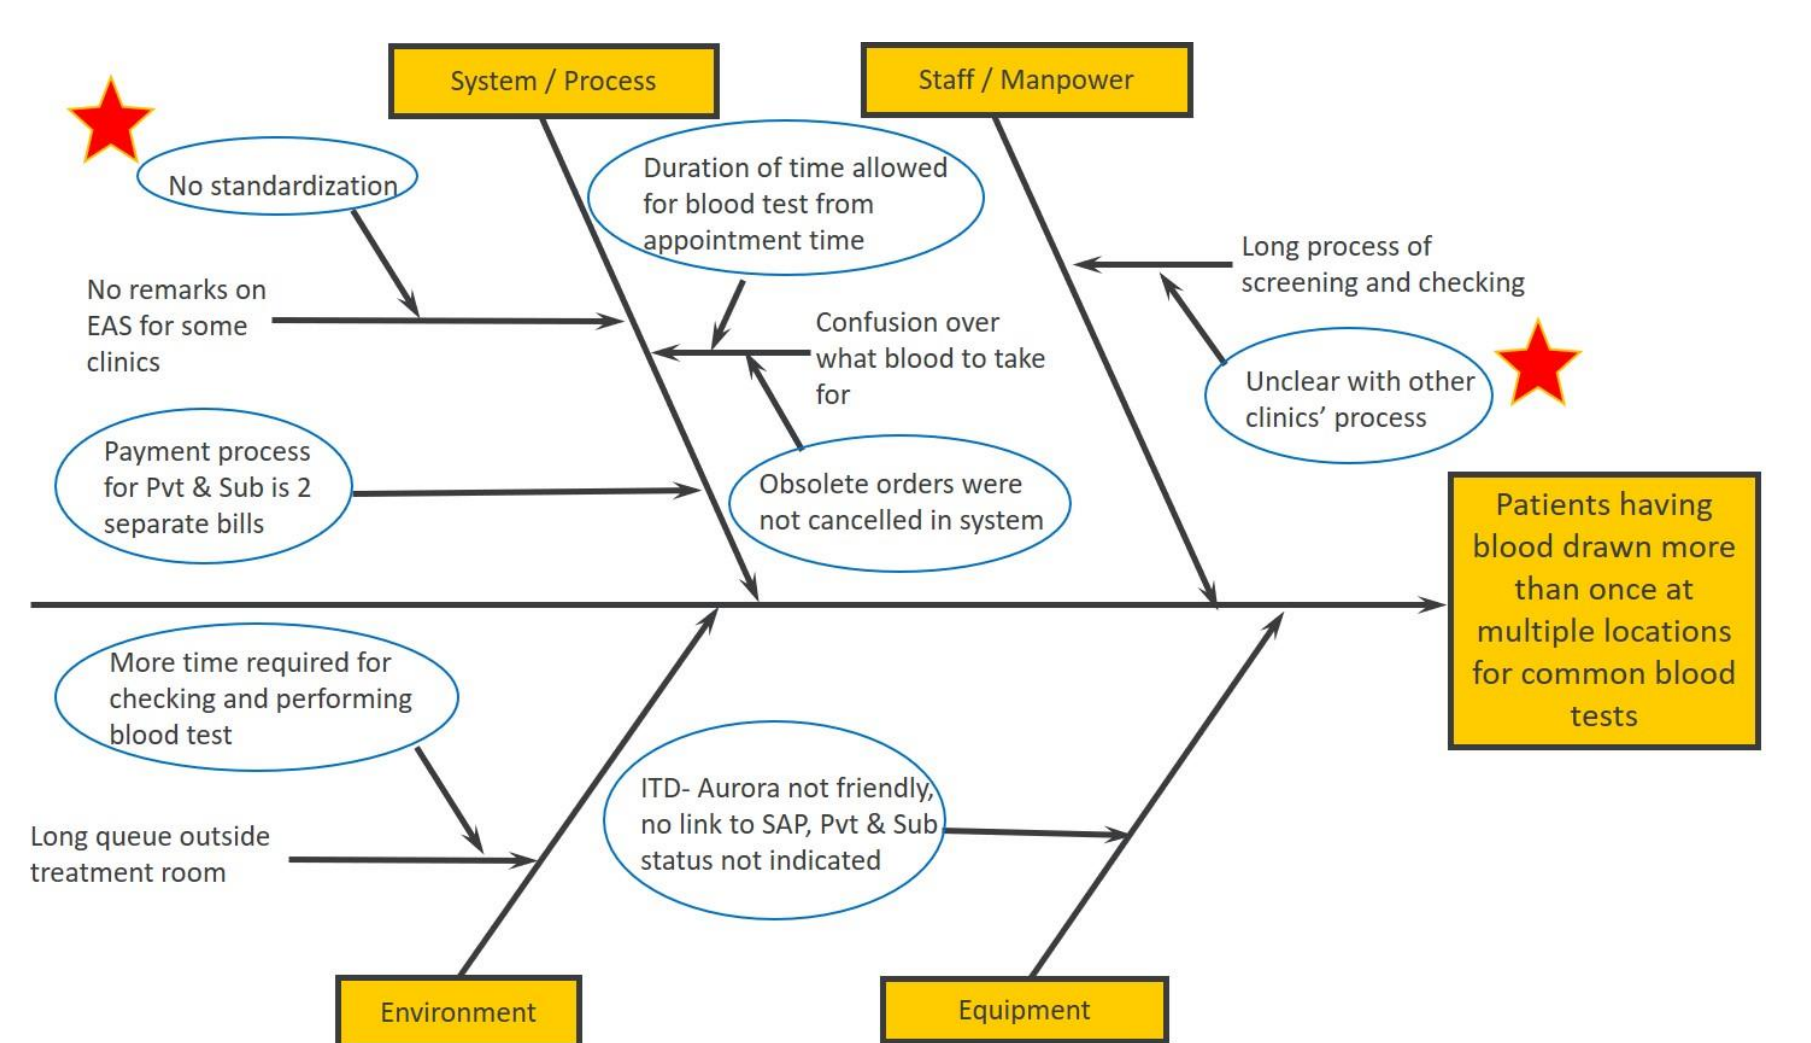 System / Process
Staff / Manpower
No standardization
Duration of time allowed
for blood test from
appointment time
Long process of
screening and checking
No remarks on
EAS for some
clinics
Confusion over
what blood to take
for
Unclear with other
clinics’ process
Payment process
for Pvt & Sub is 2
separate bills
Obsolete orders were
not cancelled in system
Patients having
blood drawn more
than once at
multiple locations
for common blood
tests
More time required for
checking and performing
blood test
ITD- Aurora not friendly,
no link to SAP, Pvt & Sub
status not indicated
Long queue outside
treatment room
Environment
Equipment